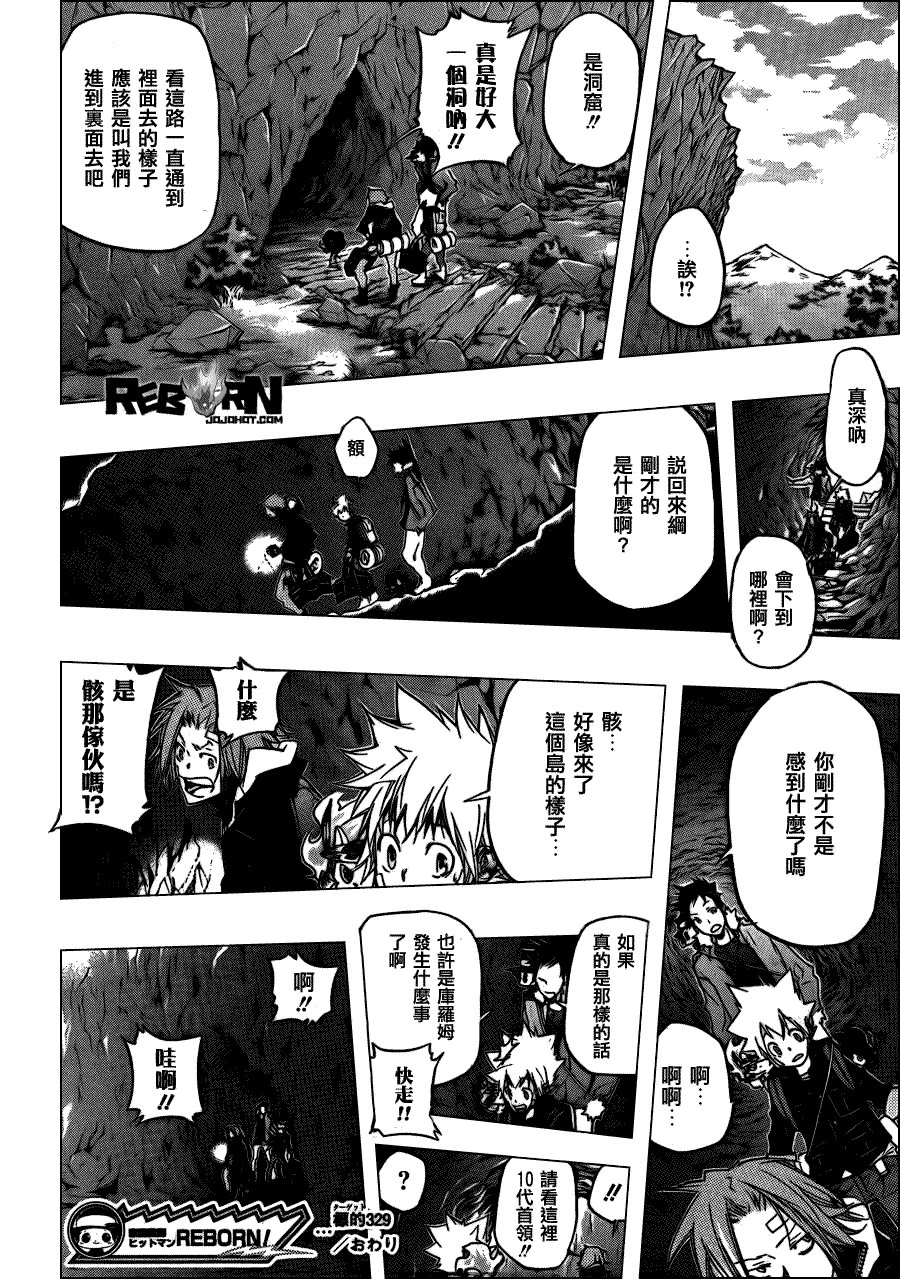 …誒!?
是洞窟!!
真是好大
一個洞吶!!
看這路一直通到
裡面去的樣子
應該是叫我們
進到裏面去吧
REBORN
JOJOHOT.COM
真深吶
會下到
哪裡啊?
説回來綱
剛才的
是什麼啊?
額
你剛才不是
感到什麼了嗎
啊…
啊啊…
骸…
好像來了
這個島的樣子…
什麼
是
骸那傢伙嗎!?
如果
真的是那樣的話
也許是庫羅姆
發生什麼事
了啊
快走!!
請看這裡
10代首領!!
?
啊!!
哇啊!!
ヒットマンREBORN!
ターゲット
標的329
…
/おわり